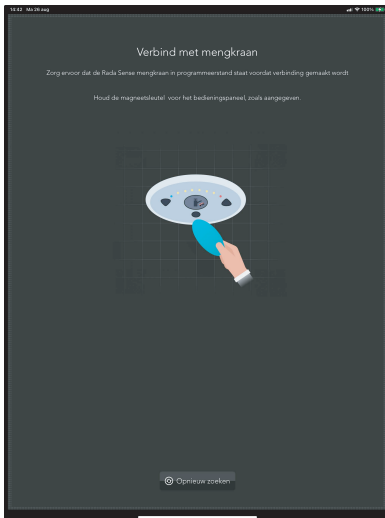 14:42 Ma 26 aug 100%
Verbind met mengkraan
Zorg ervoor dat de Rada Sense mengkraan in programmeerstand staat voordat verbinding gemaakt wordt
Houd de magneetsleutel voor het bedieningspaneel, zoals aangegeven.
Opnieuw zoeken